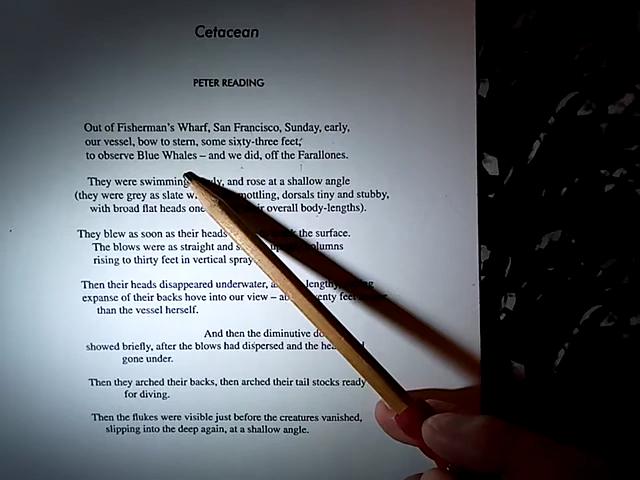 Cetacean
PETER READING
Out of Fisherman's Wharf, San Francisco, Sunday, early,
our vessel, bow to stern, some sixty-three feet,
to observe Blue Whales – and we did, off the Farallones.
They were swimming and rose at a shallow angle
(they were grey as slate mottling, dorsals tiny and stubby,
with broad flat heads one their overall body-lengths).
They blew as soon as their heads the surface.
The blows were as straight and columns
rising to thirty feet in vertical spray
Then their heads disappeared underwater,
expanse of their backs hove into our view – feet
than the vessel herself.
And then the diminutive
showed briefly, after the blows had dispersed and the
gone under.
Then they arched their backs, then arched their tail stocks ready
for diving.
Then the flukes were visible just before the creatures vanished,
slipping into the deep again, at a shallow angle.